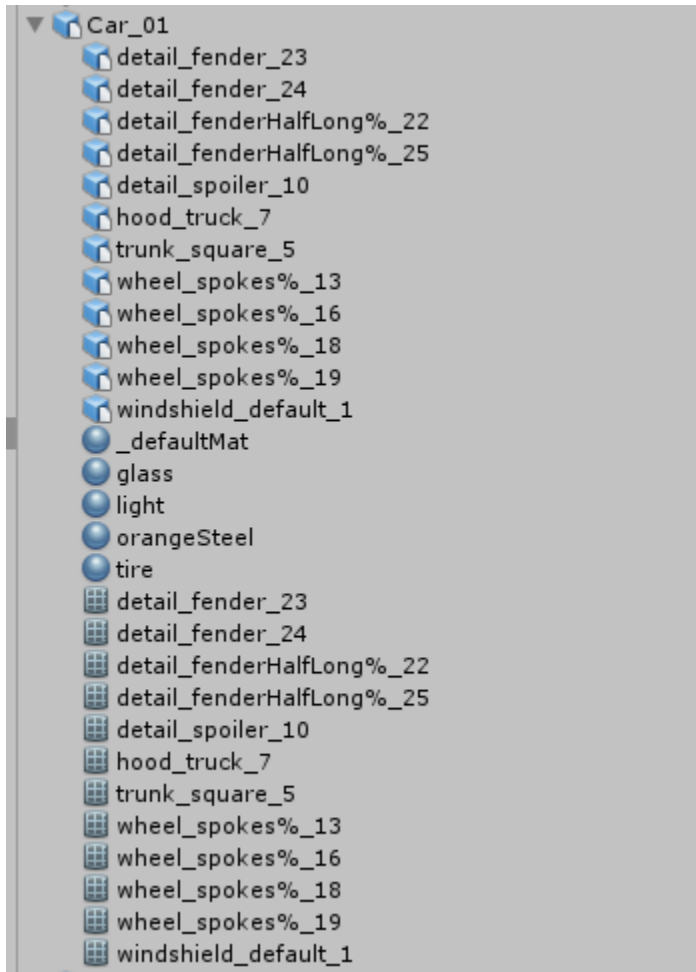 Car_01
detail_fender_23
detail_fender_24
detail_fenderHalfLong%_22
detail_fenderHalfLong%_25
detail_spoiler_10
hood_truck_7
trunk_square_5
wheel_spokes%_13
wheel_spokes%_16
wheel_spokes%_18
wheel_spokes%_19
windshield_default_1
_defaultMat
glass
light
orangeSteel
tire
detail_fender_23
detail_fender_24
detail_fenderHalfLong%_22
detail_fenderHalfLong%_25
detail_spoiler_10
hood_truck_7
trunk_square_5
wheel_spokes%_13
wheel_spokes%_16
wheel_spokes%_18
wheel_spokes%_19
windshield_default_1